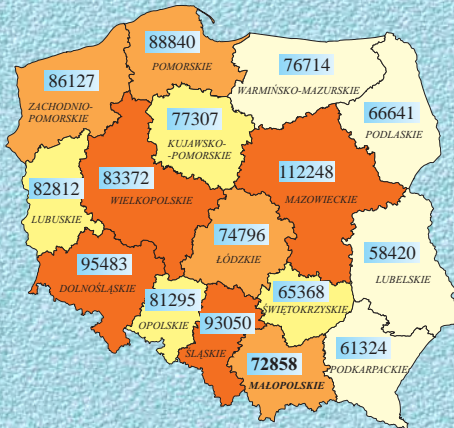 88840
POMORSKIE
86127
ZACHODNIO-
POMORSKIE
76714
WARMIŃSKO-MAZURSKIE
66641
PODLASKIE
77307
KUJAWSKO-
-POMORSKIE
82812
LUBUSKIE
83372
WIELKOPOLSKIE
112248
MAZOWIECKIE
74796
ŁÓDZKIE
58420
LUBELSKIE
95483
DOLNOŚLĄSKIE
81295
OPOLSKIE
93050
ŚLĄSKIE
65368
ŚWIĘTOKRZYSKIE
72858
MAŁOPOLSKIE
61324
PODKARPACKIE